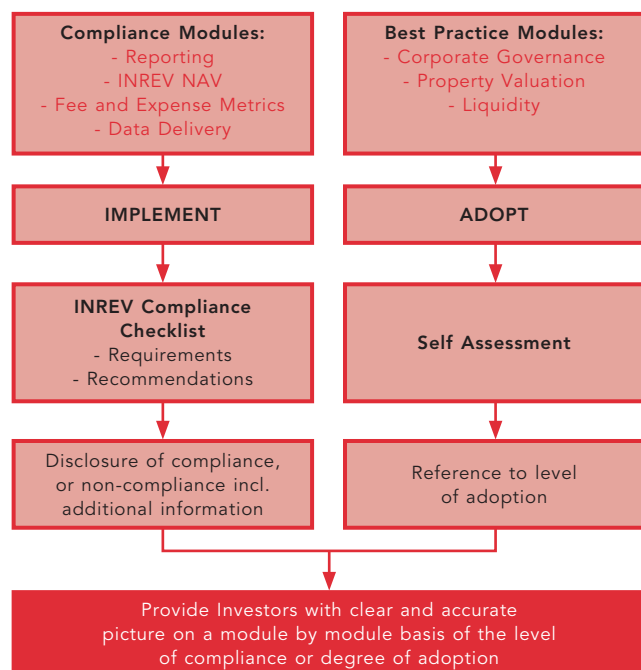 Compliance Modules:
- Reporting
- INREV NAV
- Fee and Expense Metrics
- Data Delivery
Best Practice Modules:
- Corporate Governance
- Property Valuation
- Liquidity
IMPLEMENT
ADOPT
INREV Compliance
Checklist
- Requirements
- Recommendations
Self Assessment
Disclosure of compliance,
or non-compliance incl.
additional information
Reference to level
of adoption
Provide Investors with clear and accurate
picture on a module by module basis of the level
of compliance or degree of adoption